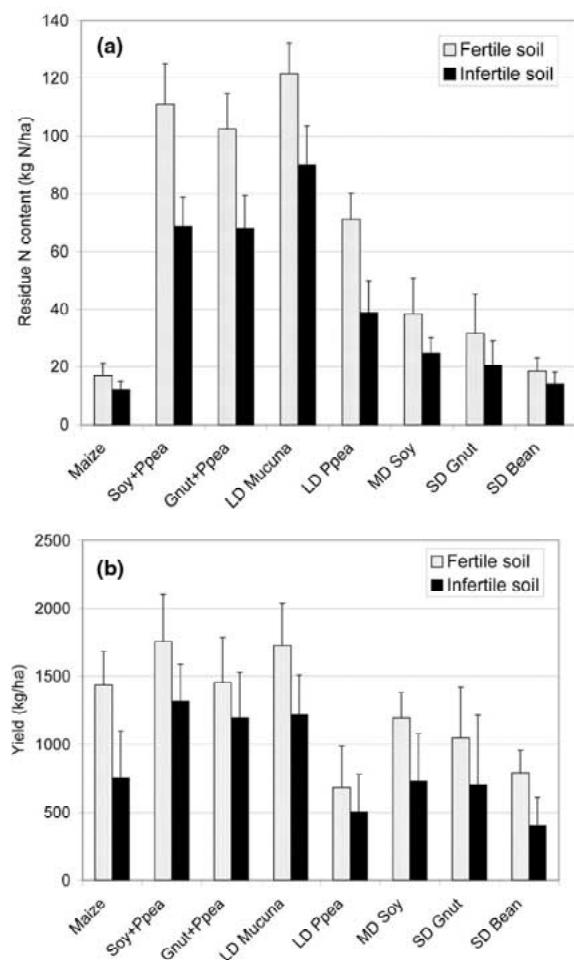 (a)
Fertile soil
Infertile soil
Residue N content (kg N/ha)
140
120
100
80
60
40
20
0
Maize
Soy+Ppea
Gnut+Ppea
LD Mucuna
LD Ppea
MD Soy
SD Gnut
SD Bean
(b)
Fertile soil
Infertile soil
Yield (kg/ha)
2500
2000
1500
1000
500
0
Maize
Soy+Ppea
Gnut+Ppea
LD Mucuna
LD Ppea
MD Soy
SD Gnut
SD Bean